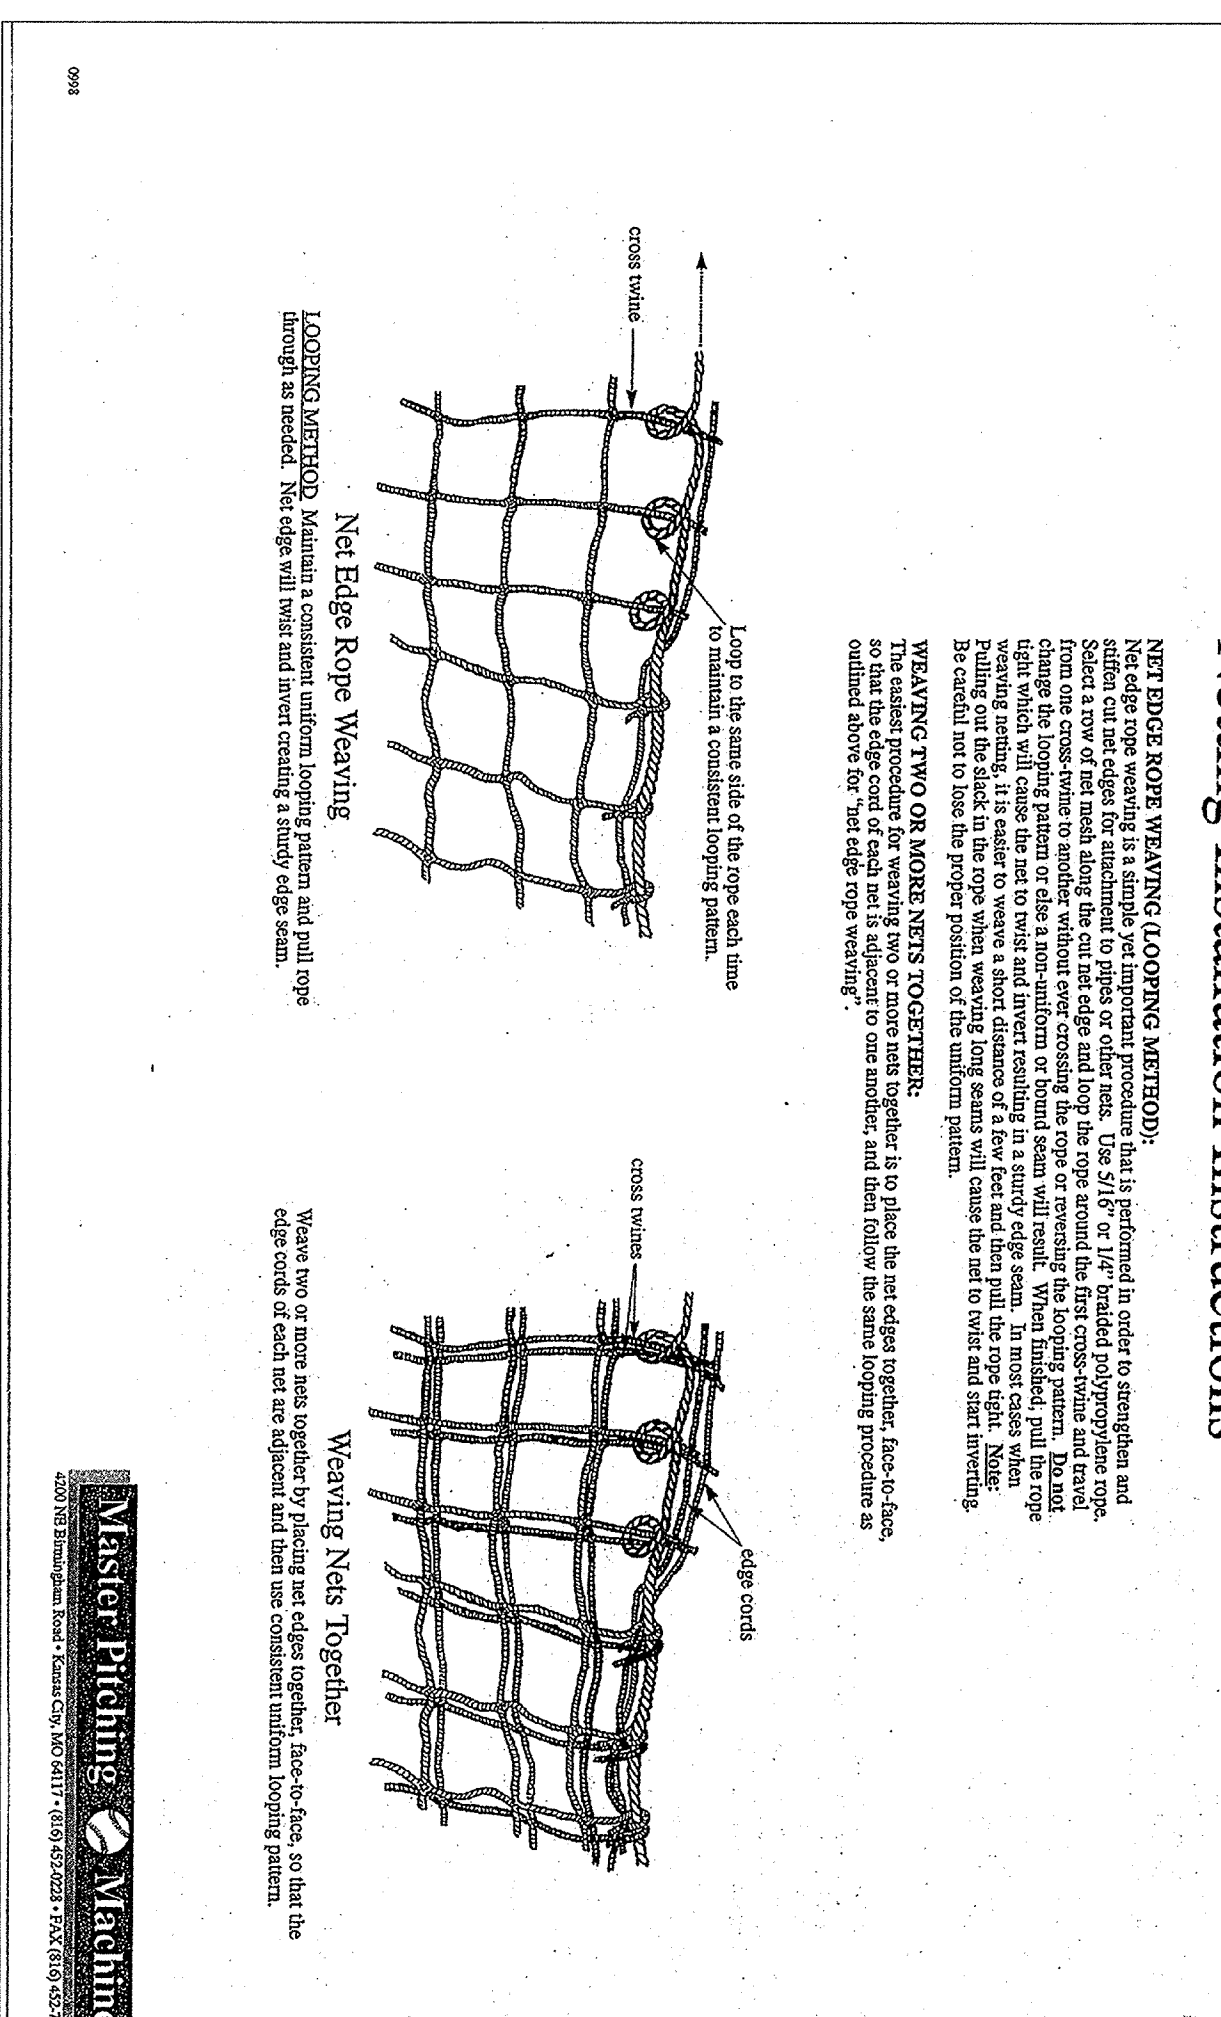 Netting Installation Instructions
NET EDGE ROPE WEAVING (LOOPING METHOD):
Net edge rope weaving is a simple yet important procedure that is performed in order to strengthen and
stiffen cut net edges for attachment to pipes or other nets. Use 5/16" or 1/4" braided polypropylene rope.
Select a row of net mesh along the cut net edge and loop the rope around the first cross-twine and travel
from one cross-twine to another without ever crossing the rope or reversing the looping pattern. Do not
change the looping pattern or else a non-uniform or bound seam will result. When finished, pull the rope
tight which will cause the net to twist and invert resulting in a sturdy edge seam. In most cases when
weaving netting, it is easier to weave a short distance of a few feet and then pull the rope tight. Note:
Pulling out the slack in the rope when weaving long seams will cause the net to twist and start inverting.
Be careful not to lose the proper position of the uniform pattern.
WEAVING TWO OR MORE NETS TOGETHER:
The easiest procedure for weaving two or more nets together is to place the net edges together, face-to-face,
so that the edge cord of each net is adjacent to one another, and then follow the same looping procedure as
outlined above for "net edge rope weaving".
Loop to the same side of the rope each time
to maintain a consistent looping pattern.
cross twine
Net Edge Rope Weaving
LOOPING METHOD Maintain a consistent uniform looping pattern and pull rope
through as needed. Net edge will twist and invert creating a sturdy edge seam.
edge cords
cross twines
Weaving Nets Together
Weave two or more nets together by placing net edges together, face-to-face, so that the
edge cords of each net are adjacent and then use consistent uniform looping pattern.
Master Pitching Machine
4200 NE Birmingham Road • Kansas City, MO 64117 • (816) 452-0228 • FAX (816) 452-7
0998